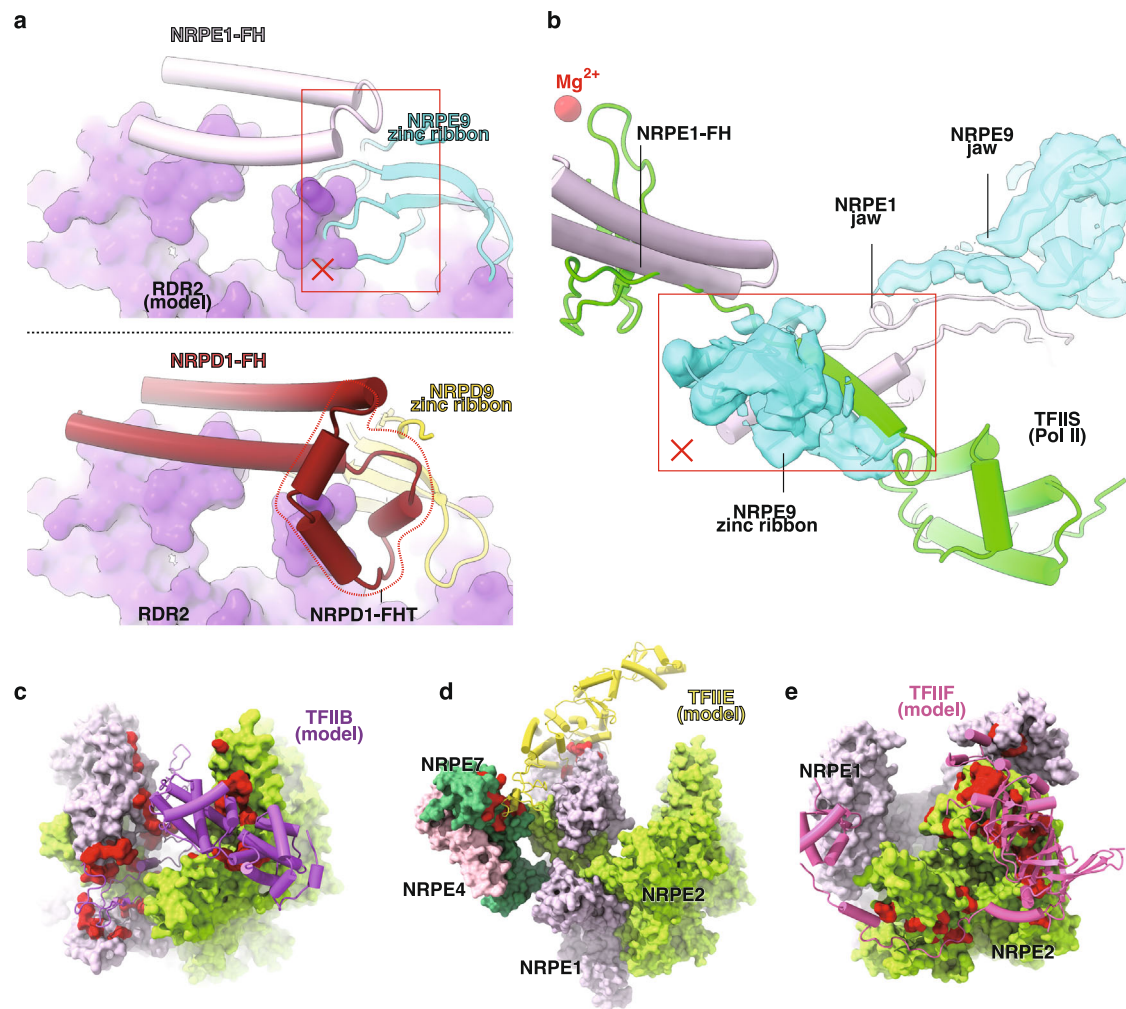 a
NRPE1-FH
NRPE9
zinc ribbon
RDR2
(model)
NRPD1-FH
NRPD9
zinc ribbon
RDR2
NRPD1-FHT
b
Mg2+
NRPE1-FH
NRPE9
jaw
NRPE1
jaw
TFIIS
(Pol II)
NRPE9
zinc ribbon
c
TFIIB
(model)
d
TFIIE
(model)
NRPE7
NRPE4
NRPE2
NRPE1
e
TFIIF
(model)
NRPE1
NRPE2